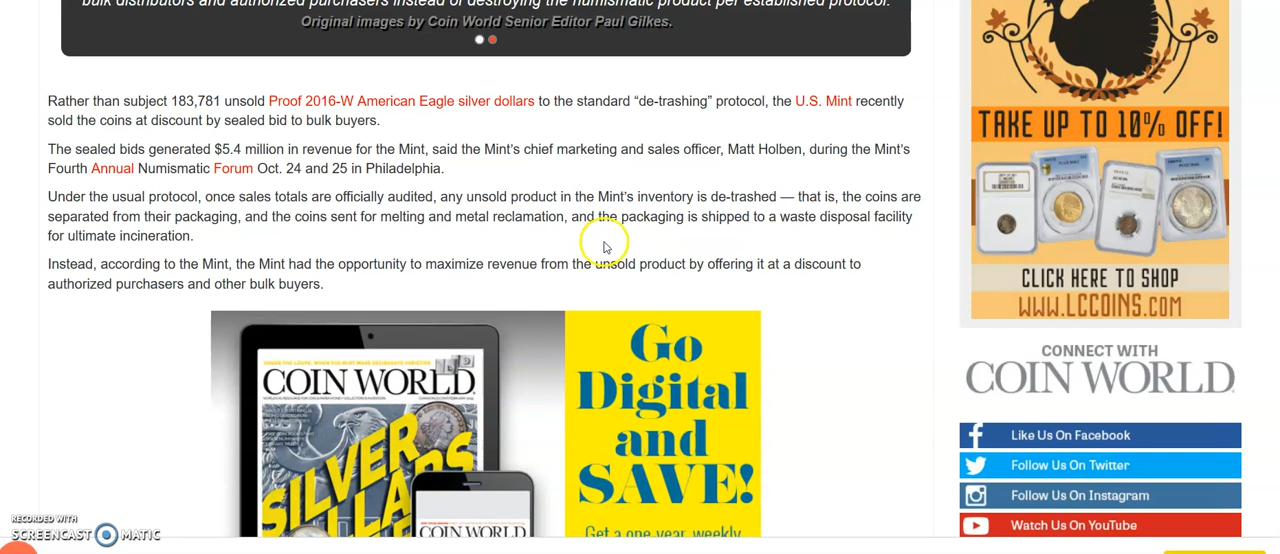 bulk distributors and authorized purchasers instead of destroying the numismatic product per established protocol.
Original images by Coin World Senior Editor Paul Gilkes.
Rather than subject 183,781 unsold Proof 2016-W American Eagle silver dollars to the standard “de-trashing” protocol, the U.S. Mint recently
sold the coins at discount by sealed bid to bulk buyers.
The sealed bids generated $5.4 million in revenue for the Mint, said the Mint’s chief marketing and sales officer, Matt Holben, during the Mint’s
Fourth Annual Numismatic Forum Oct. 24 and 25 in Philadelphia.
Under the usual protocol, once sales totals are officially audited, any unsold product in the Mint’s inventory is de-trashed — that is, the coins are
separated from their packaging, and the coins sent for melting and metal reclamation, and the packaging is shipped to a waste disposal facility
for ultimate incineration.
Instead, according to the Mint, the Mint had the opportunity to maximize revenue from the unsold product by offering it at a discount to
authorized purchasers and other bulk buyers.
COIN WORLD
SILVER
COIN WORLD
Go
Digital
and
SAVE!
Get a one year, weekly
TAKE UP TO 10% OFF!
CLICK HERE TO SHOP
WWW.LCCOINS.COM
CONNECT WITH
COIN WORLD
Like Us On Facebook
Follow Us On Twitter
Follow Us On Instagram
Watch Us On YouTube
RECORDED WITH
SCREENCAST MATIC